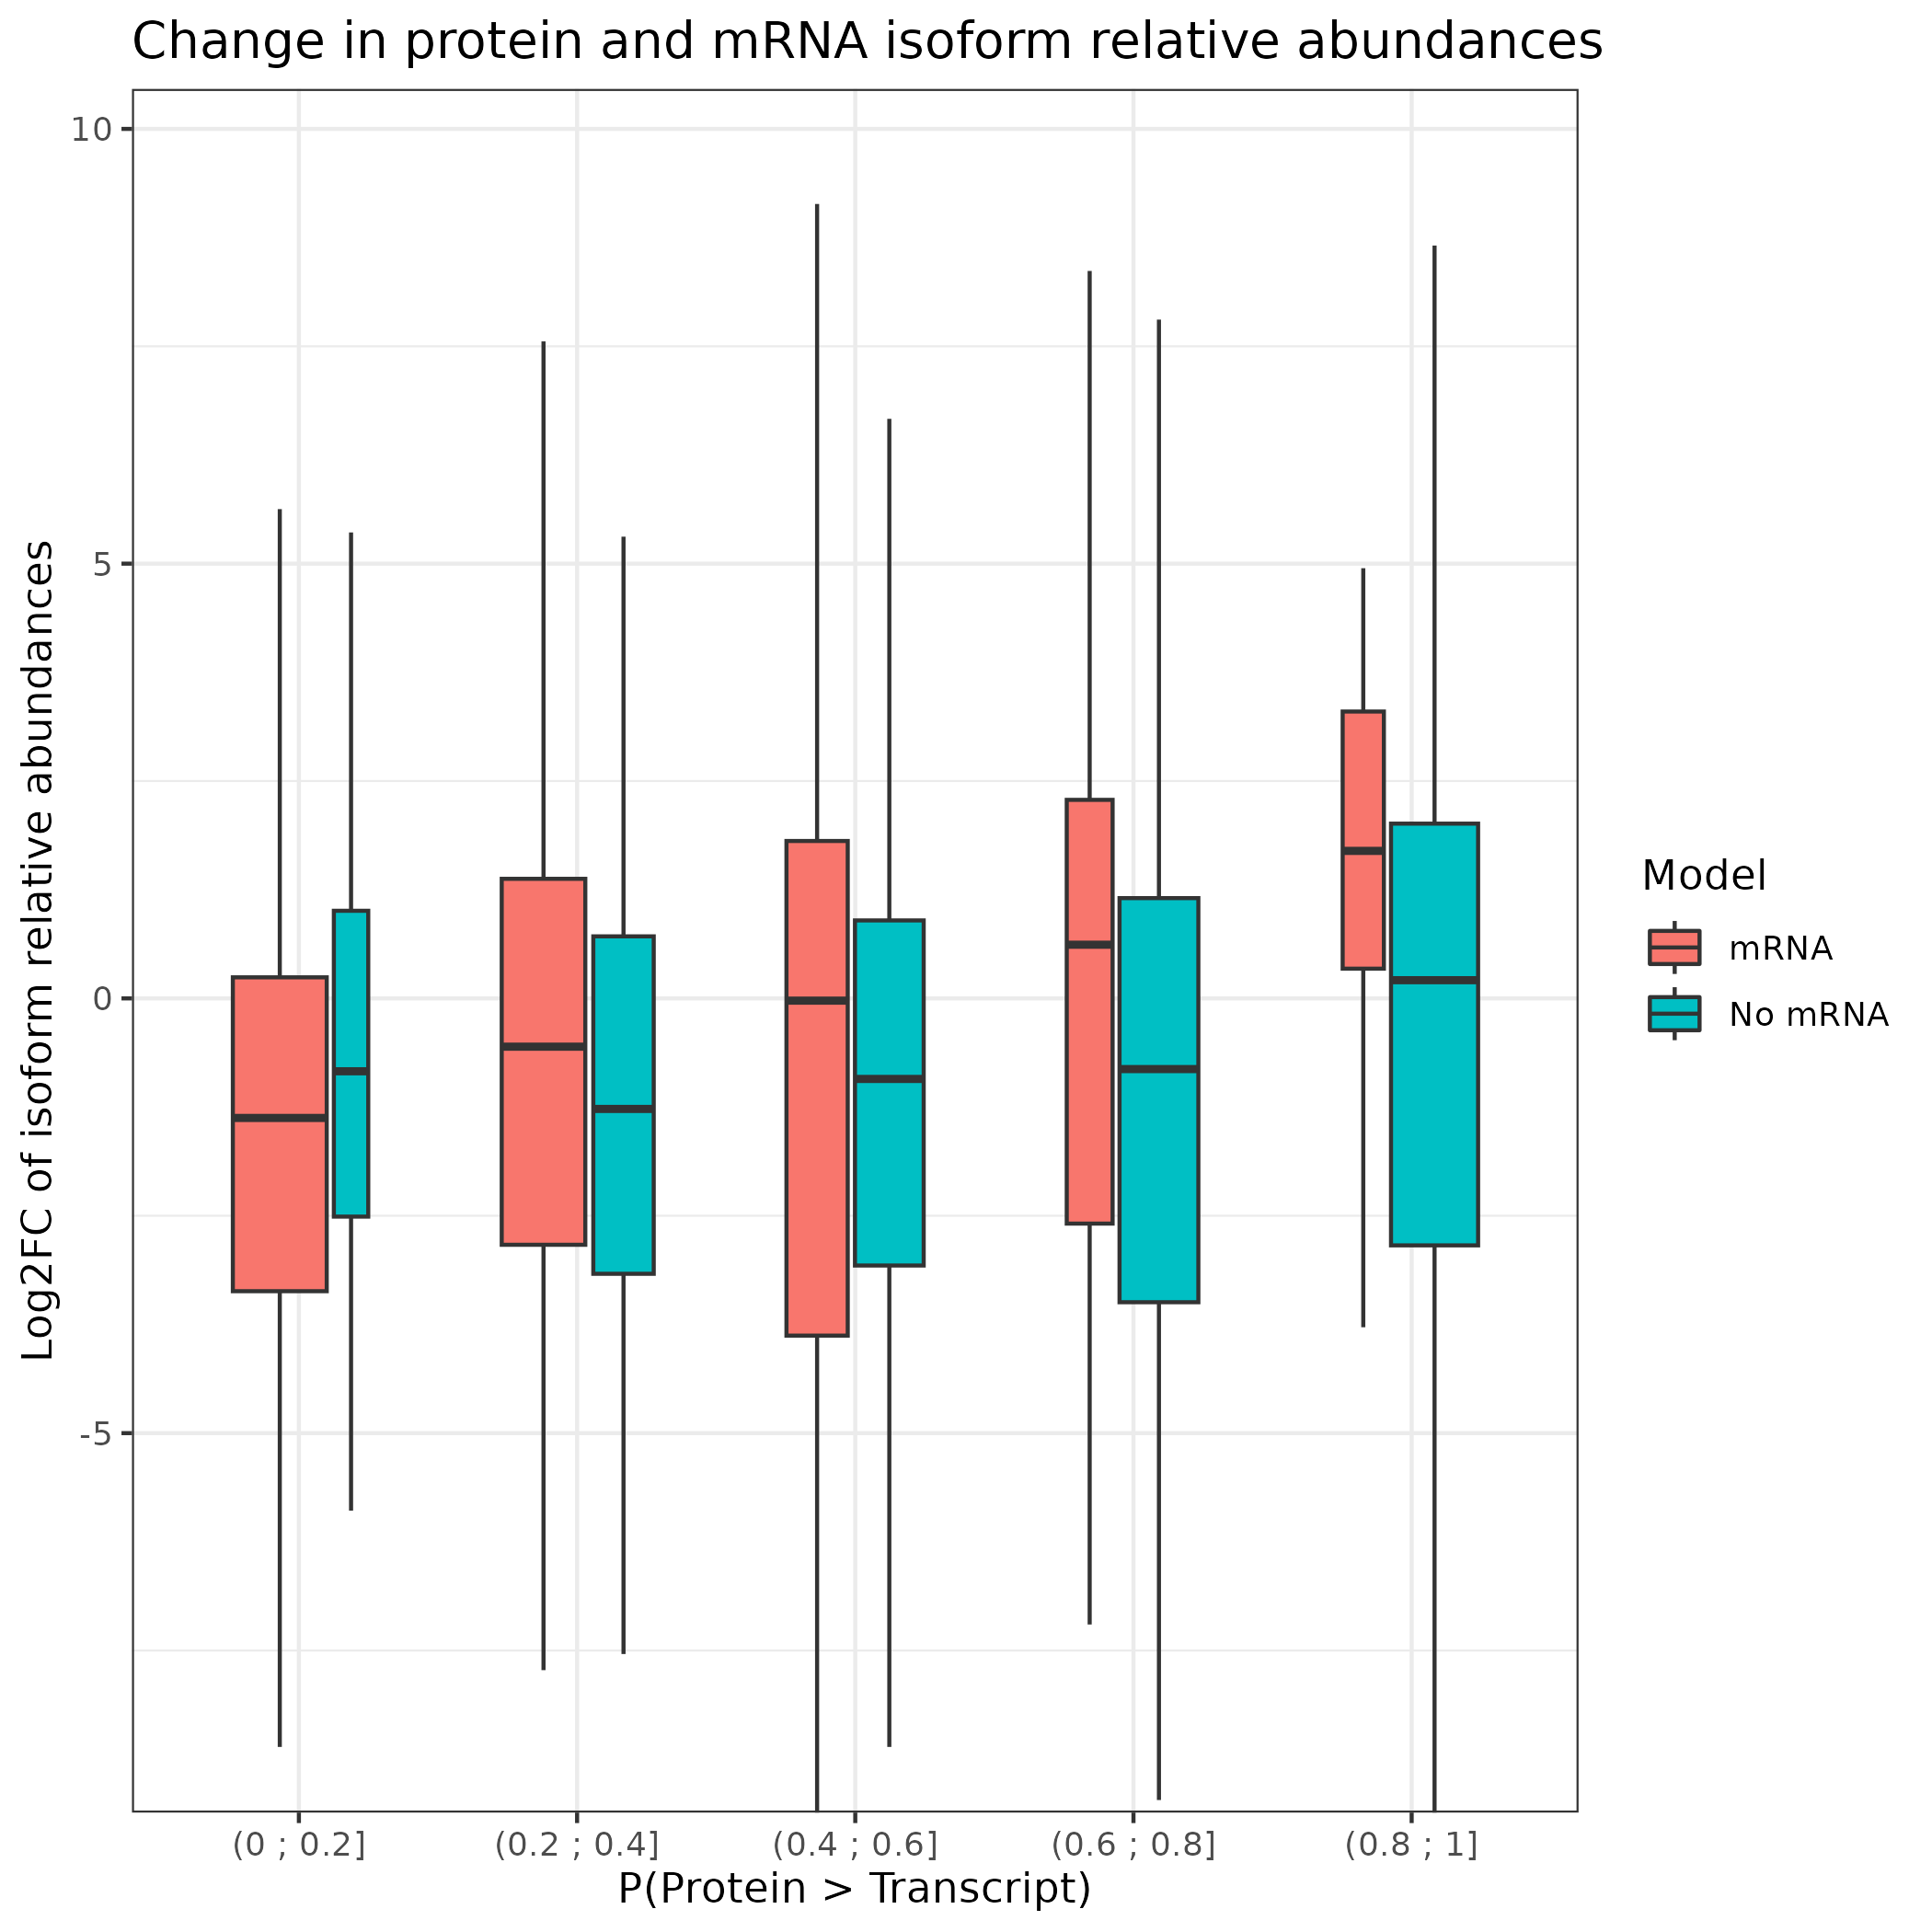 Change in protein and mRNA isoform relative abundances
Log2FC of isoform relative abundances
10
5
0
-5
(0 ; 0.2]
(0.2 ; 0.4]
(0.4 ; 0.6]
(0.6 ; 0.8]
(0.8 ; 1]
P(Protein > Transcript)
Model
mRNA
No mRNA